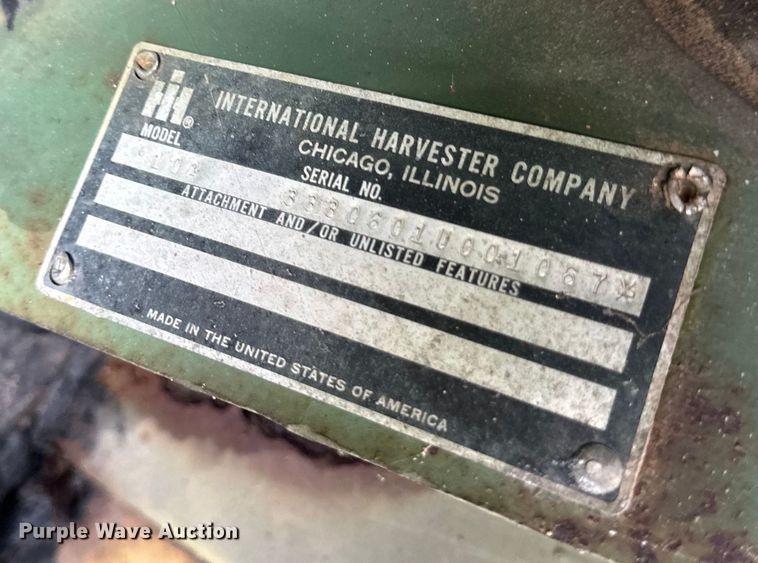 IH®
INTERNATIONAL HARVESTER COMPANY
CHICAGO, ILLINOIS
MODEL
SERIAL NO.
ATTACHMENT AND/OR UNLISTED FEATURES
MADE IN THE UNITED STATES OF AMERICA
Purple Wave Auction